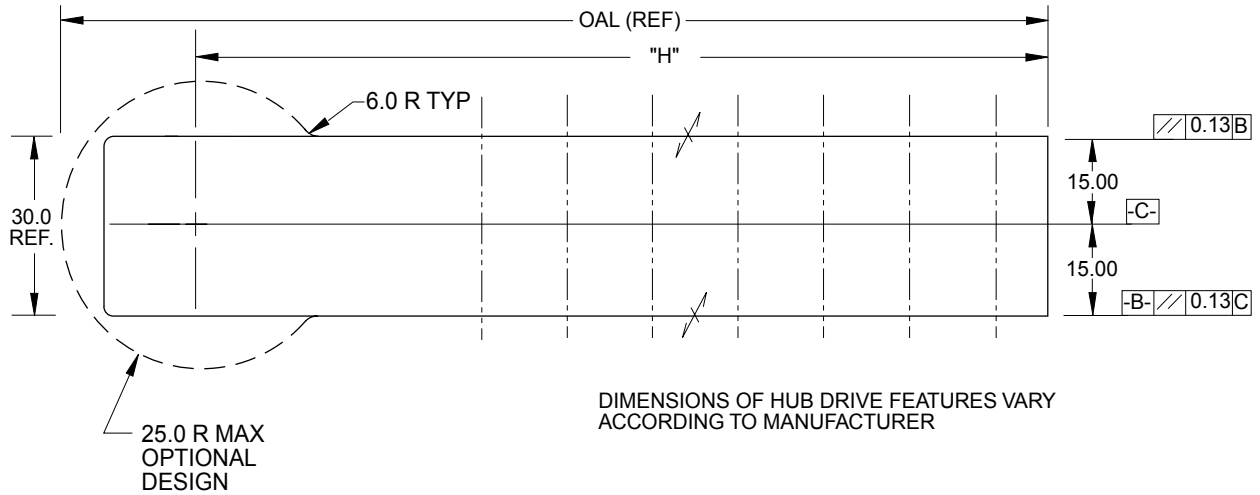 OAL (REF)
"H"
6.0 R TYP
// 0.13 B
15.00
-C-
30.0
REF.
15.00
-B- // 0.13 C
DIMENSIONS OF HUB DRIVE FEATURES VARY
ACCORDING TO MANUFACTURER
25.0 R MAX
OPTIONAL
DESIGN